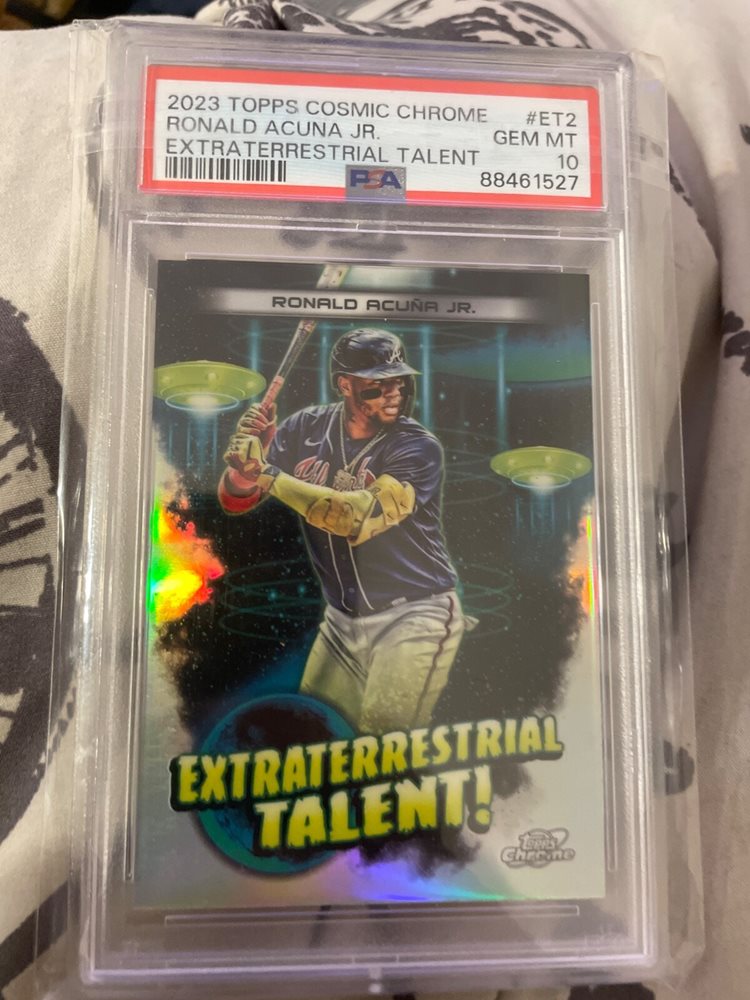 2023 TOPPS COSMIC CHROME #ET2
RONALD ACUNA JR. GEM MT
EXTRATERRESTRIAL TALENT 10
PSA 88461527
RONALD ACUÑA JR.
A
EXTRATERRESTRIAL
TALENT!
topps
Chrome